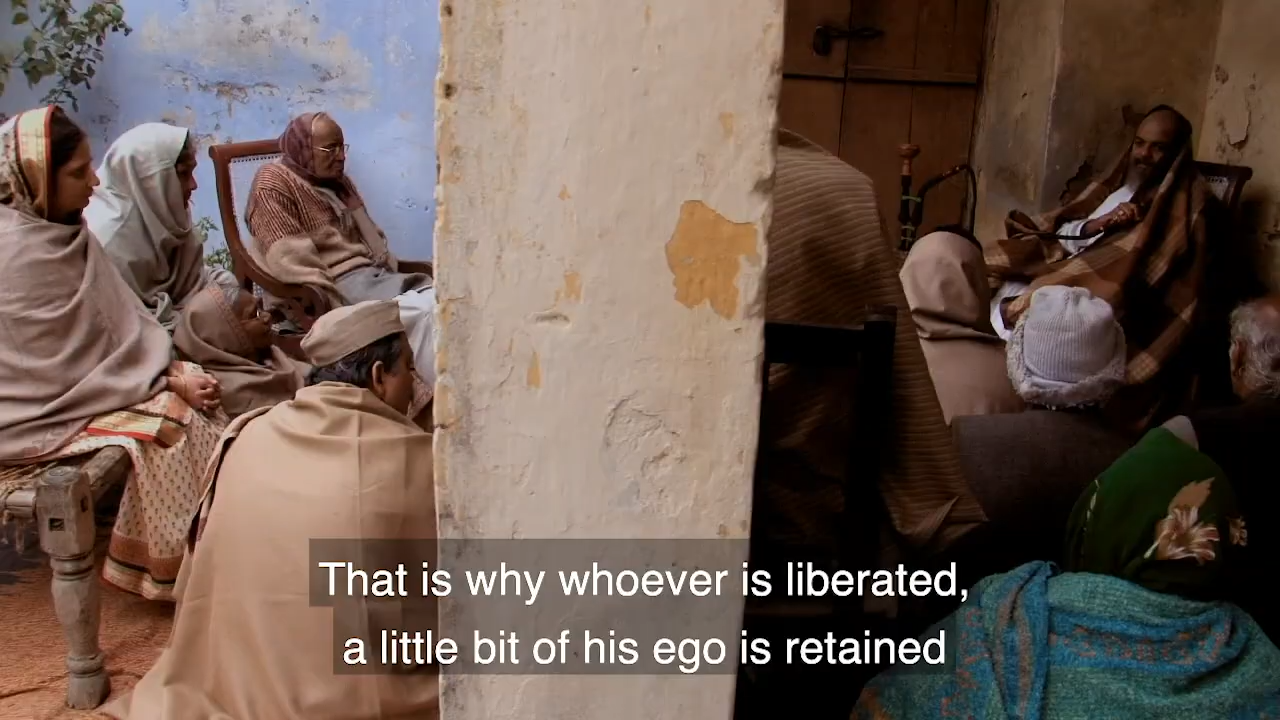 That is why whoever is liberated,
a little bit of his ego is retained